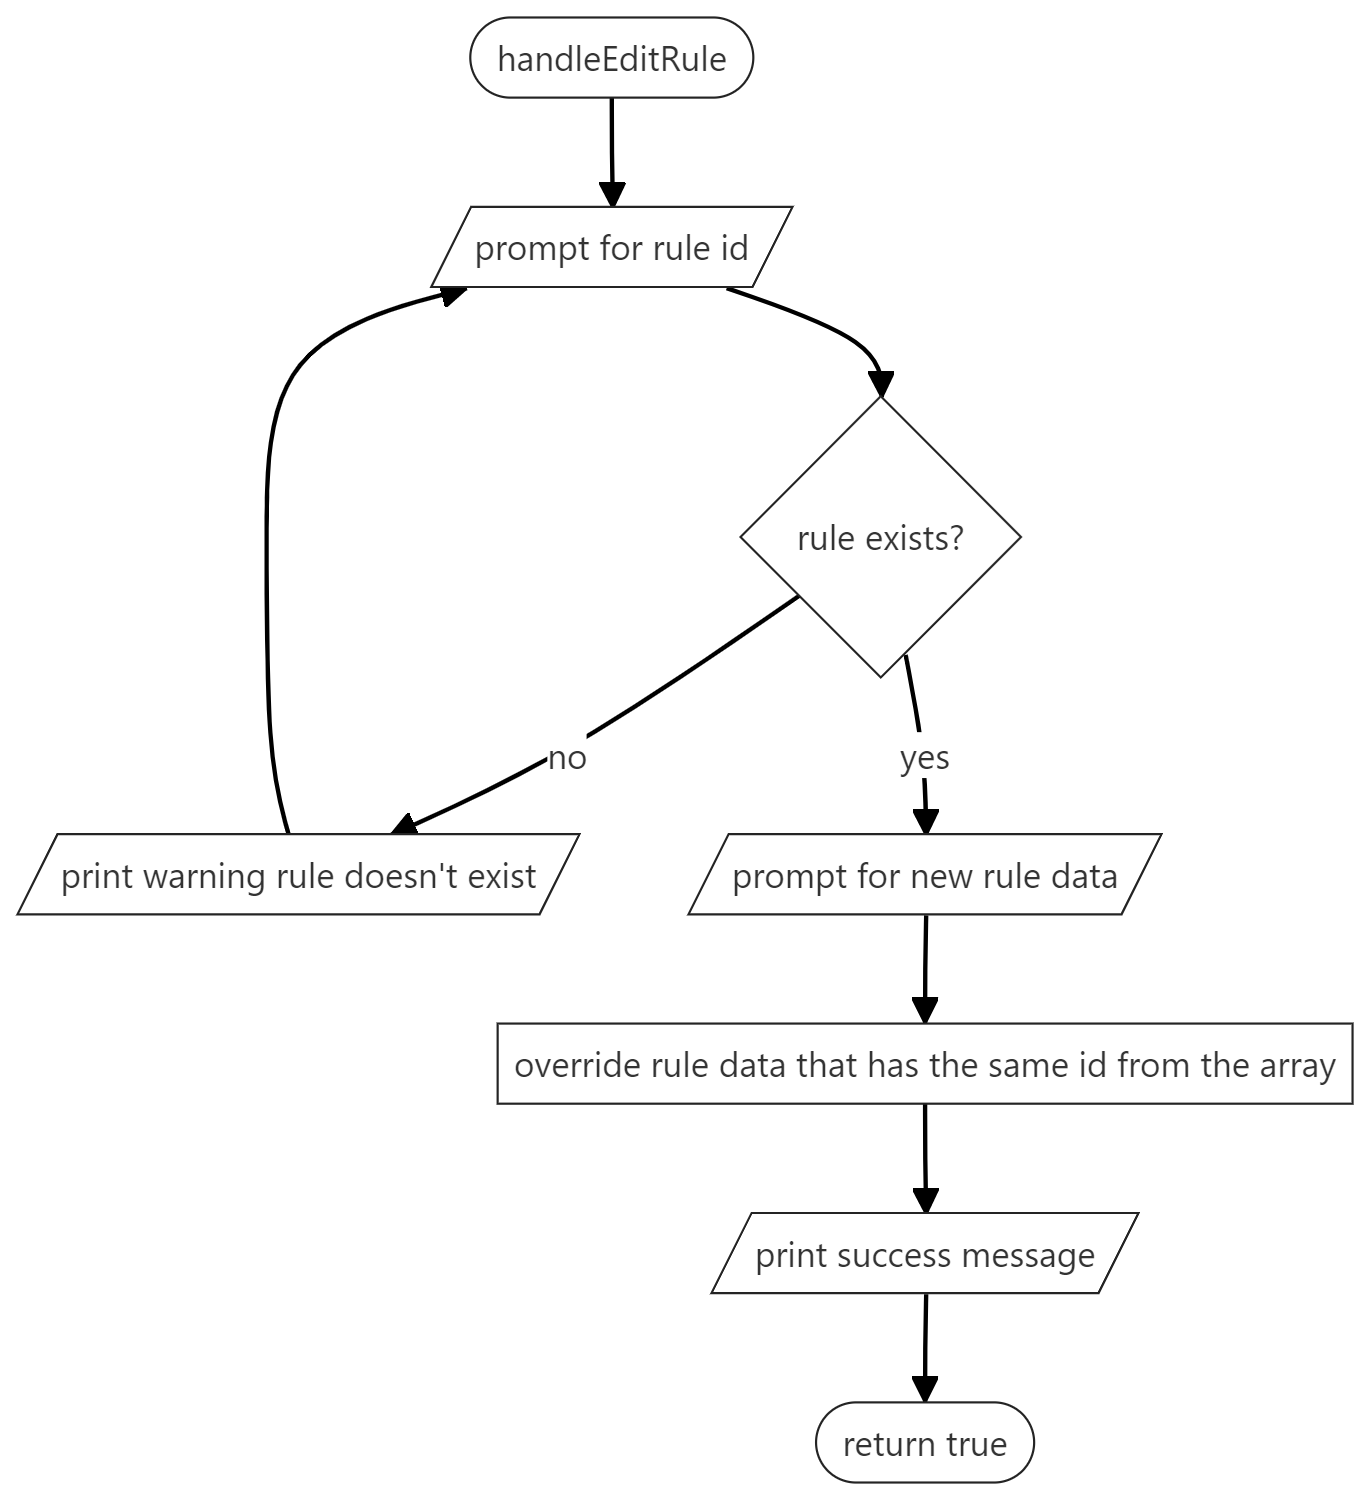 handleEditRule
prompt for rule id
rule exists?
no
yes
print warning rule doesn't exist
prompt for new rule data
override rule data that has the same id from the array
print success message
return true